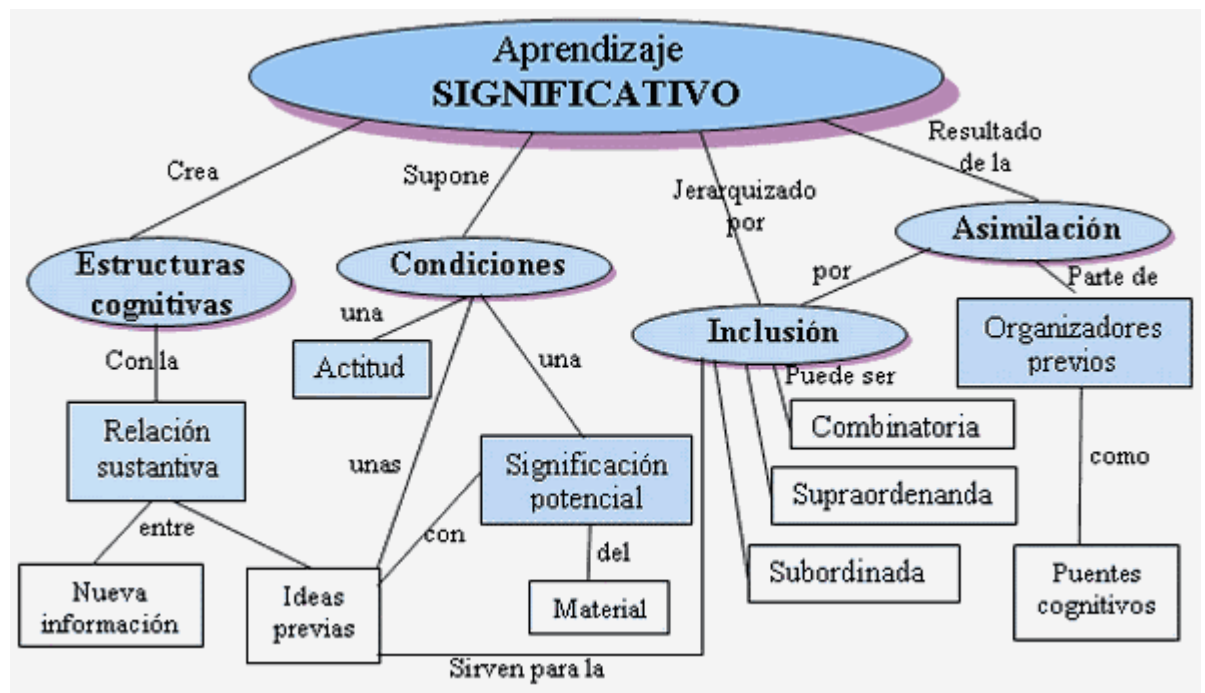 Aprendizaje
SIGNIFICATIVO
Crea
Supone
Jerarquizado
por
Resultado
de la
Estructuras
cognitivas
Condiciones
Asimilación
por
Parte de
Inclusión
Organizadores
previos
Con la
una
Actitud
una
Puede ser
Combinatoria
Relación
sustantiva
unas
Significación
potencial
Supraordenanda
como
entre
con
del
Subordinada
Nueva
información
Ideas
previas
Material
Puentes
cognitivos
Sirven para la